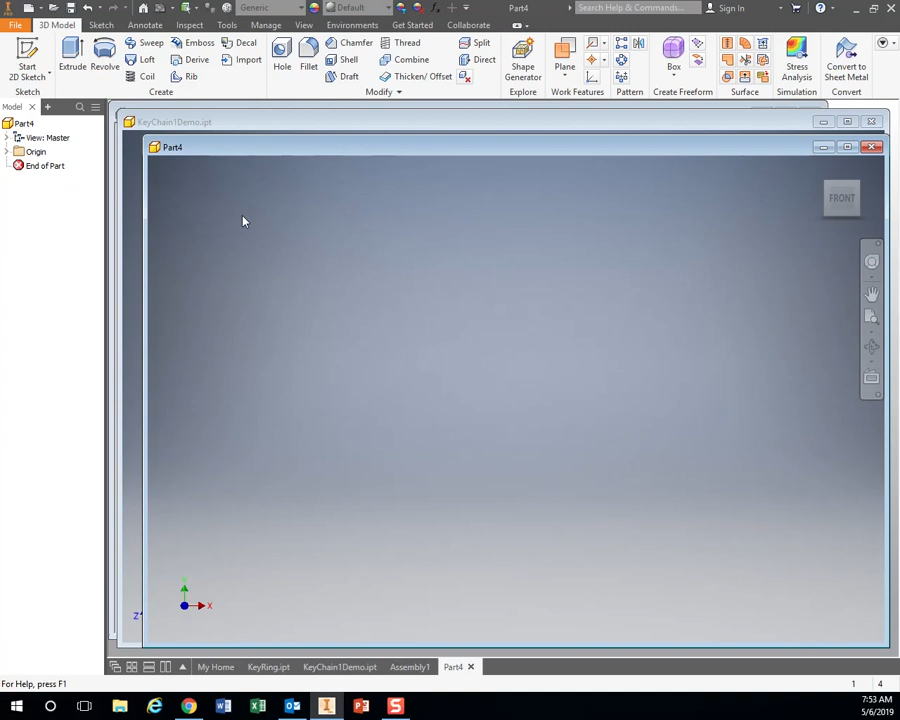 Generic
Default
Part4
Search Help & Commands...
Sign In
File
3D Model
Sketch
Annotate
Inspect
Tools
Manage
View
Environments
Get Started
Collaborate
Start
2D Sketch
Sketch
Extrude
Revolve
Sweep
Emboss
Decal
Loft
Derive
Import
Coil
Rib
Create
Hole
Fillet
Chamfer
Thread
Split
Shell
Combine
Direct
Draft
Thicken/ Offset
Modify
Shape
Generator
Explore
Plane
Work Features
Pattern
Box
Create Freeform
Surface
Stress
Analysis
Simulation
Convert to
Sheet Metal
Convert
Model
Part4
View: Master
Origin
End of Part
KeyChain1Demo.ipt
Part4
FRONT
X
Z
My Home
KeyRing.ipt
KeyChain1Demo.ipt
Assembly1
Part4
For Help, press F1
1
4
7:53 AM
5/6/2019